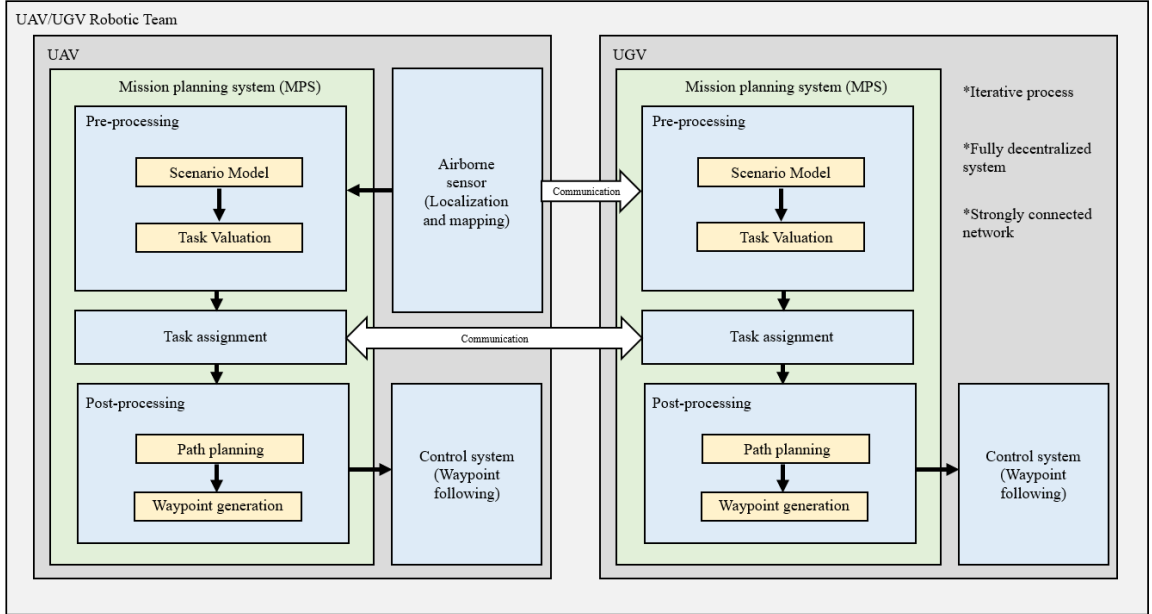 UAV/UGV Robotic Team
UAV
Mission planning system (MPS)
Pre-processing
Scenario Model
Task Valuation
Airborne
sensor
(Localization
and mapping)
Communication
Task assignment
Communication
Post-processing
Path planning
Waypoint generation
Control system
(Waypoint
following)
UGV
Mission planning system (MPS)
Pre-processing
Scenario Model
Task Valuation
Task assignment
Post-processing
Path planning
Waypoint generation
Control system
(Waypoint
following)
*Iterative process
*Fully decentralized
system
*Strongly connected
network